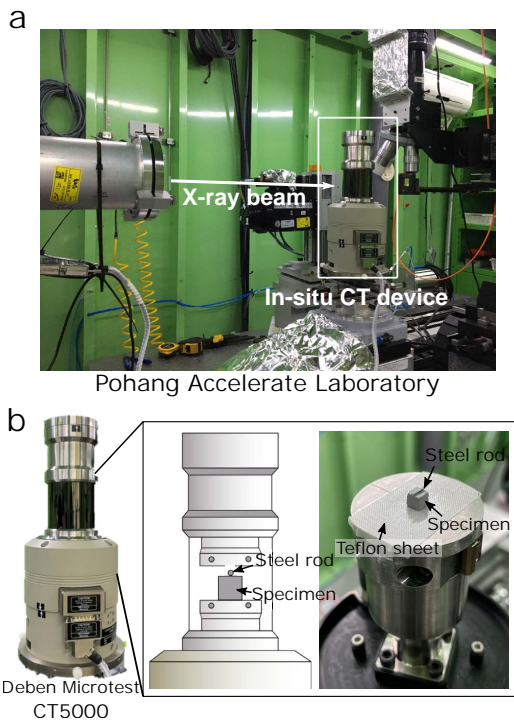 a
X-ray beam
In-situ CT device
Pohang Accelerate Laboratory
b
Steel rod
Specimen
Steel rod
Specimen
Teflon sheet
Deben Microtest
CT5000